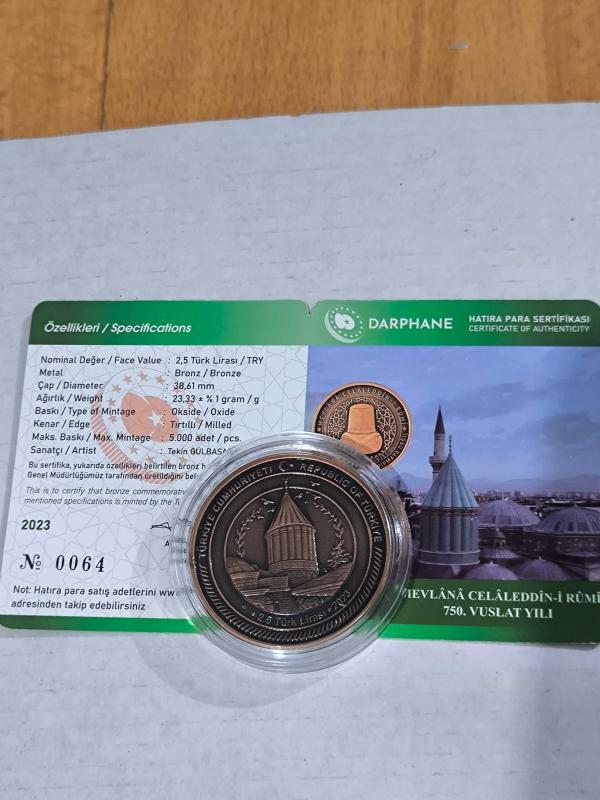 Özellikleri / Specifications
Nominal Değer / Face Value : 2,5 Türk Lirası / TRY
Metal : Bronz / Bronze
Çap / Diameter : 38,61 mm
Ağırlık / Weight : 23,33 ± % 1 gram / g
Baskı / Type of Mintage : Okside / Oxide
Kenar / Edge : Tırtıllı / Milled
Maks. Baskı / Max. Mintage : 5.000 adet / pcs.
Sanatçı / Artist : Tekin
Bu sertifika, yukarıda özellikleri belirtilen bronz
Genel Müdürlüğümüz tarafından üretildiğini
This is to certify that bronze
mentioned specifications is minted by the
2023
№ 0064
Not: Hatıra para satış adetlerini
adresinden takip edebilirsiniz
DARPHANE
HATIRA PARA SERTİFİKASI
CERTIFICATE OF AUTHENTICITY
MEVLÂNÂ CELÂLEDDÎN-İ RÛMÎ
750. VUSLAT YILI
TÜRKİYE CUMHURİYETİ REPUBLIC OF TÜRKİYE
2,5 Türk Lirası • 2023